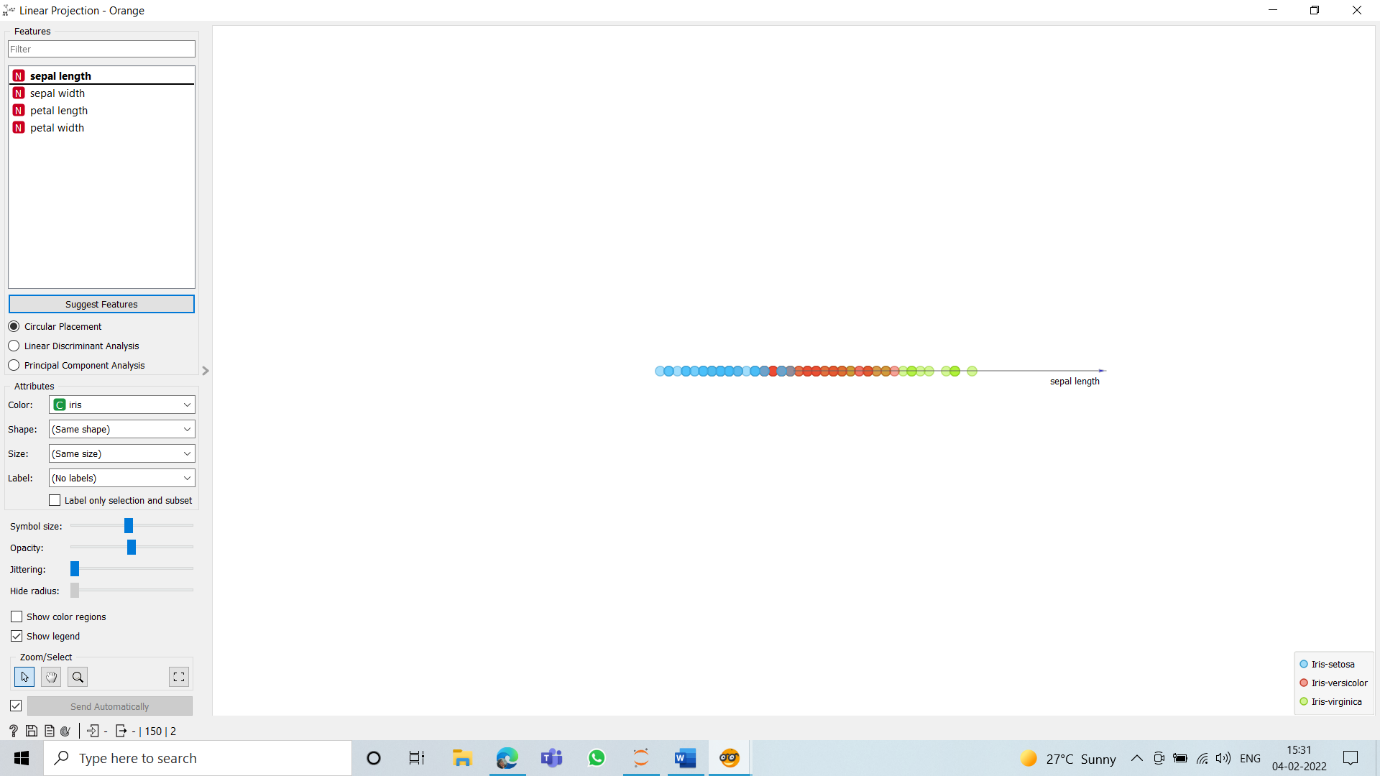 Linear Projection - Orange
Features
Filter
N sepal length
N sepal width
N petal length
N petal width
Suggest Features
Circular Placement
Linear Discriminant Analysis
Principal Component Analysis
Attributes
Color: C iris
Shape: (Same shape)
Size: (Same size)
Label: (No labels)
Label only selection and subset
Symbol size:
Opacity:
Jittering:
Hide radius:
Show color regions
Show legend
Zoom/Select
Send Automatically
? - - | 150 | 2
sepal length
Iris-setosa
Iris-versicolor
Iris-virginica
Type here to search
27°C Sunny
ENG
15:31
04-02-2022